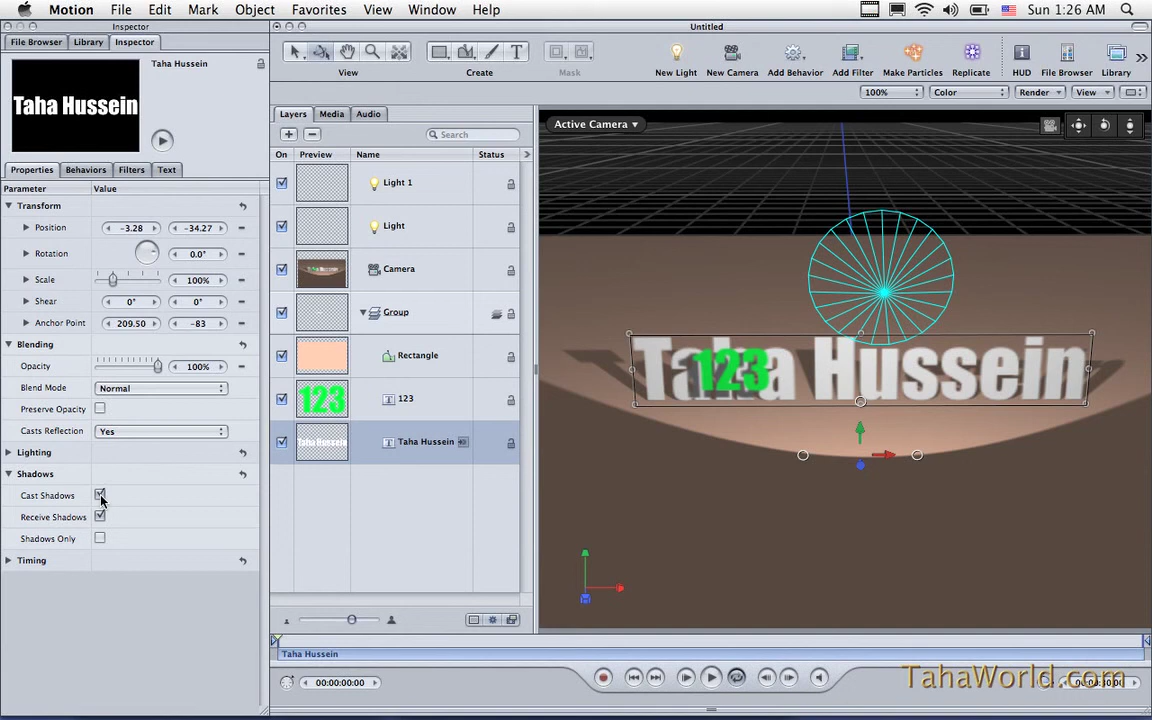 Motion File Edit Mark Object Favorites View Window Help Sun 1:26 AM
Inspector Untitled
File Browser Library Inspector
Taha Hussein
Taha Hussein
View Create Mask New Light New Camera Add Behavior Add Filter Make Particles Replicate HUD File Browser Library
100% Color Render View
Layers Media Audio
Active Camera
Search
On Preview Name Status
Properties Behaviors Filters Text
Parameter Value
Transform
Position -3.28 -34.27
Rotation 0.0°
Scale 100%
Shear 0° 0°
Anchor Point 209.50 -83
Blending
Opacity 100%
Blend Mode Normal
Preserve Opacity
Casts Reflection Yes
Lighting
Shadows
Cast Shadows
Receive Shadows
Shadows Only
Timing
Light 1
Light
Camera
Group
Rectangle
123
123
Taha Hussein
Taha Hussein
Taha Hussein
123
Taha Hussein
00:00:00:00
TahaWorld.com